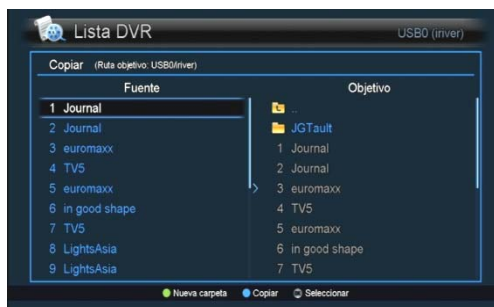 Lista DVR
USB0 (iriver)
Copiar (Ruta objetivo: USB0/iriver)
Fuente
1 Journal
2 Journal
3 euromaxx
4 TV5
5 euromaxx
6 in good shape
7 TV5
8 LightsAsia
9 LightsAsia
Objetivo
..
JGTault
1 Journal
2 Journal
3 euromaxx
4 TV5
5 euromaxx
6 in good shape
7 TV5
Nueva carpeta Copiar Seleccionar